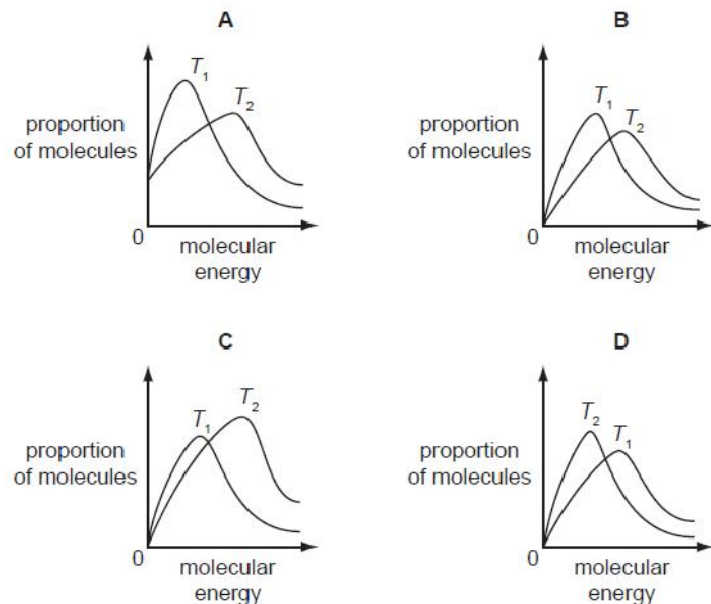 A
T₁
T₂
proportion
of molecules
0
molecular
energy
B
T₁
T₂
proportion
of molecules
0
molecular
energy
C
T₁
T₂
proportion
of molecules
0
molecular
energy
D
T₂
T₁
proportion
of molecules
0
molecular
energy